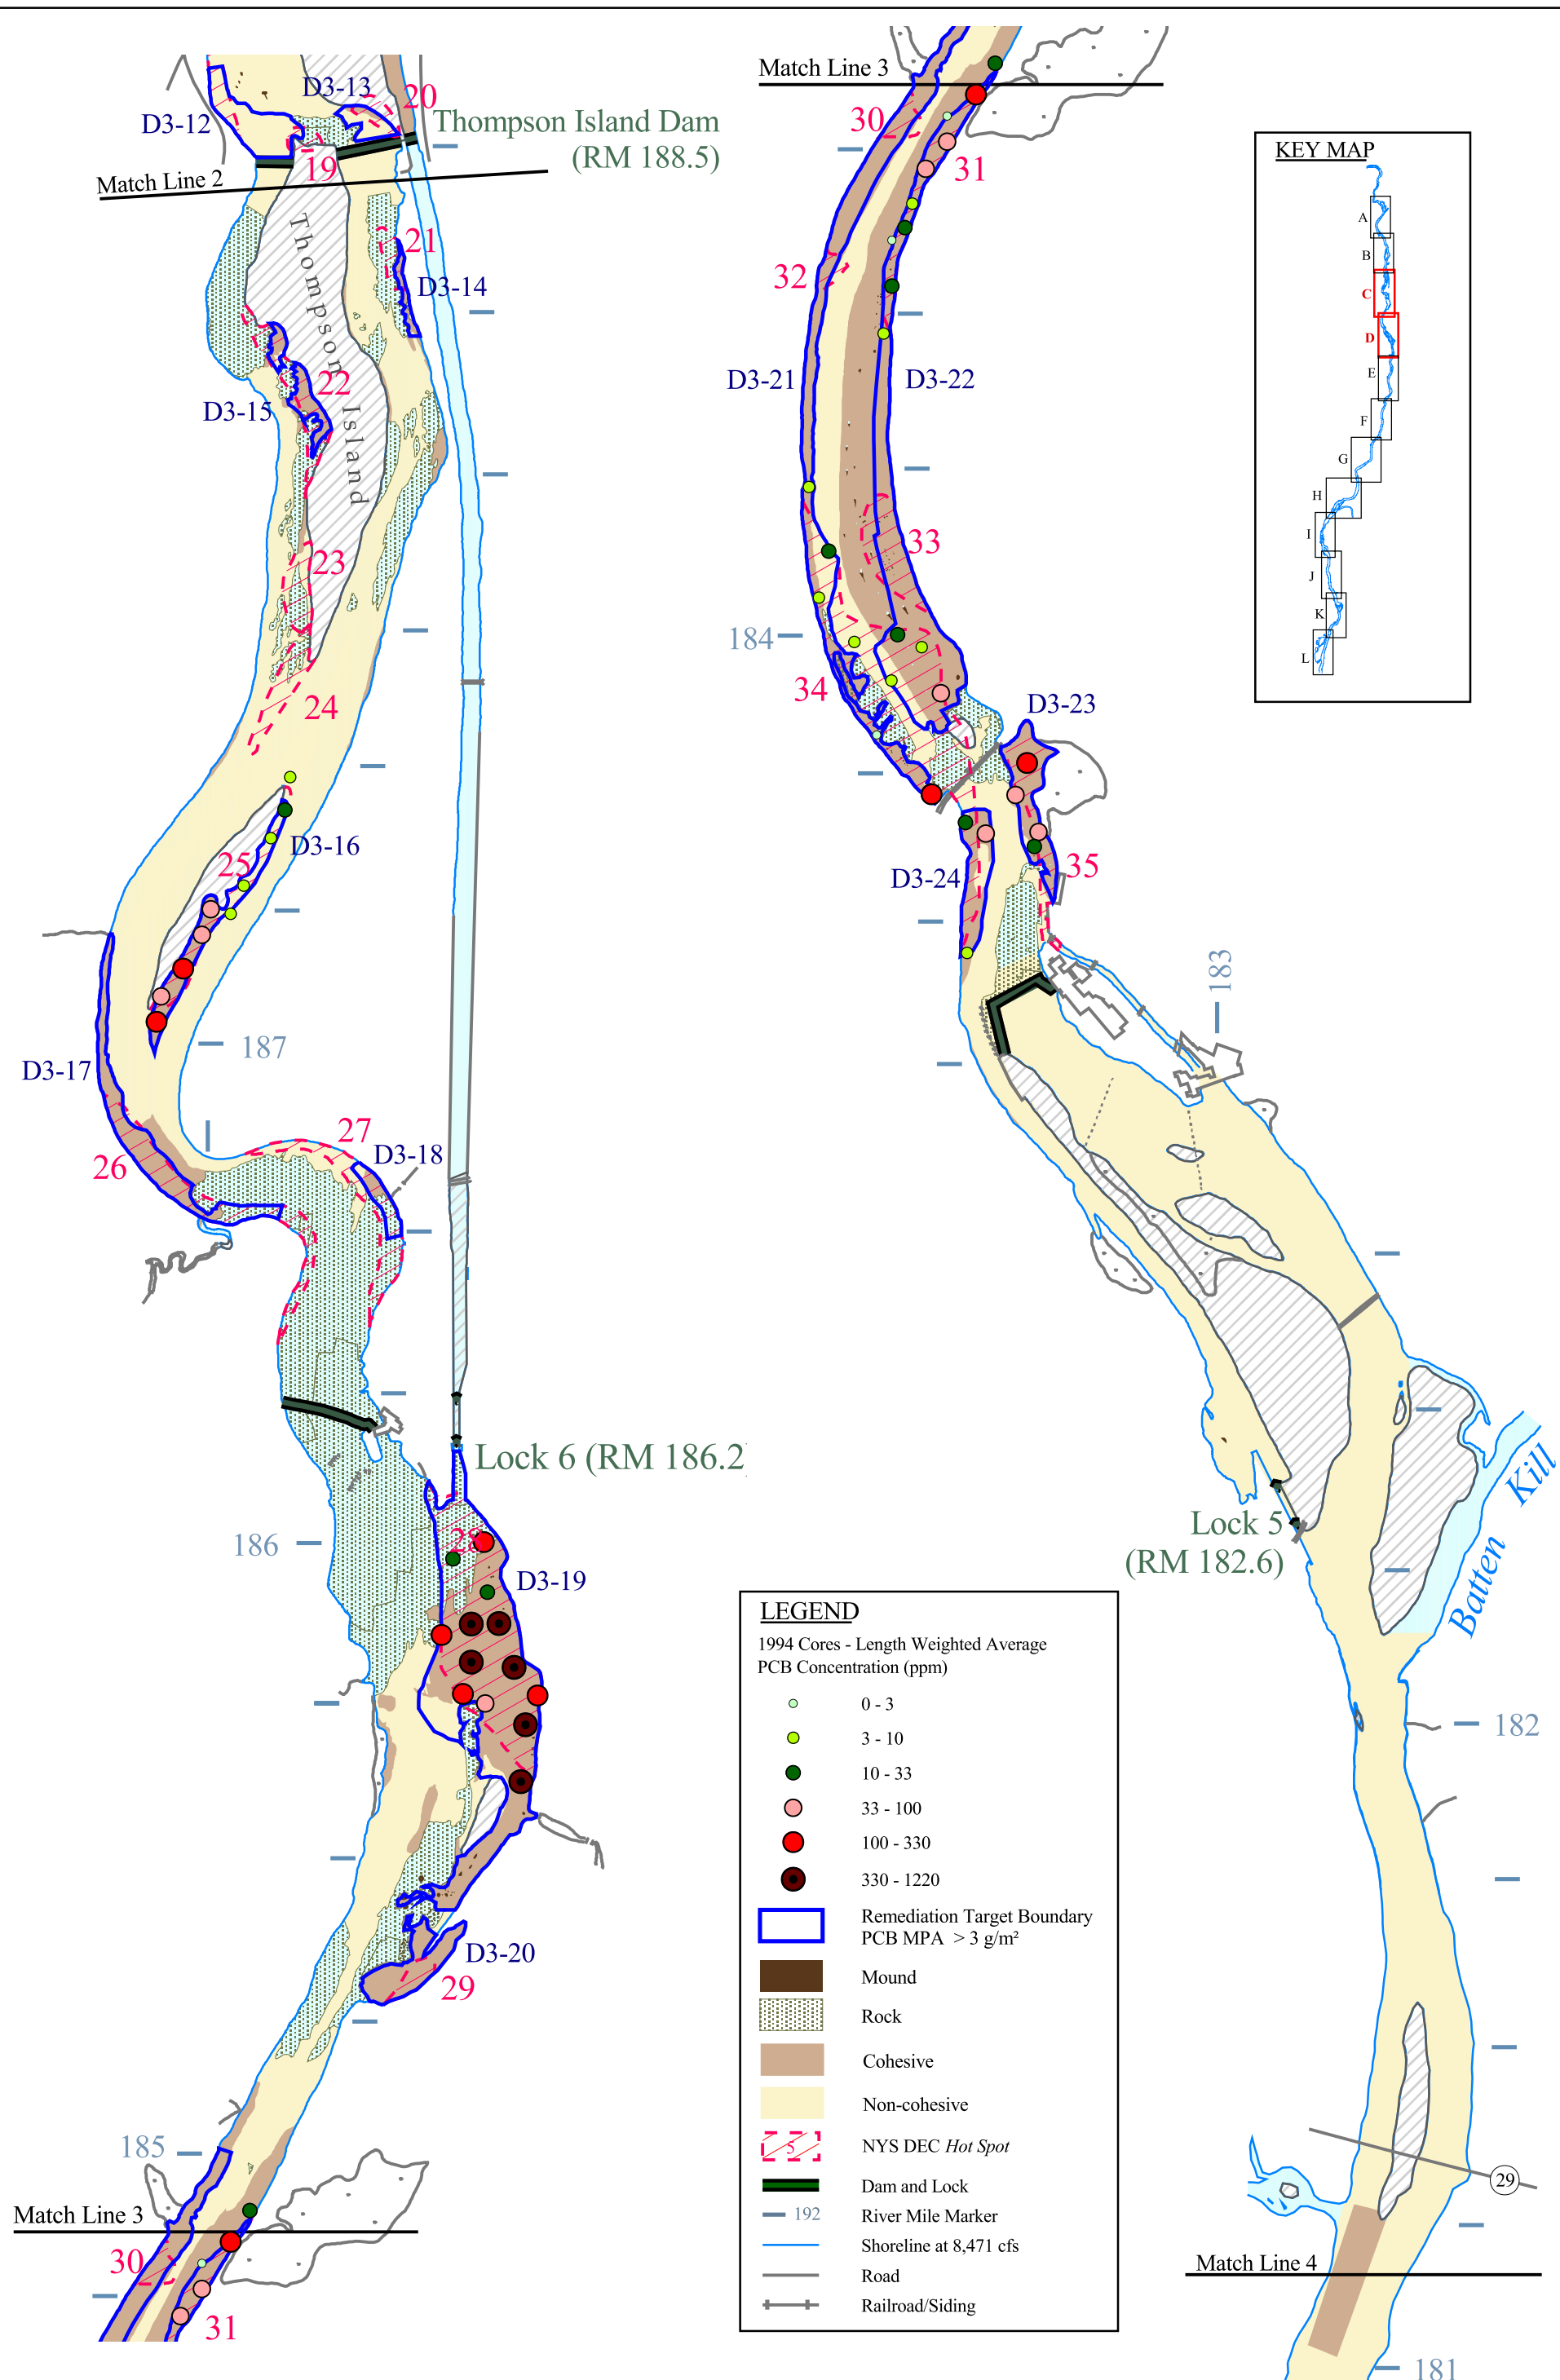 D3-13
20
D3-12
Thompson Island Dam
(RM 188.5)
19
Match Line 2
21
D3-14
Thompson Island
22
D3-15
23
24
D3-16
25
187
D3-17
27
D3-18
26
Lock 6 (RM 186.2
28
186
D3-19
D3-20
29
185
Match Line 3
30
31
Match Line 3
30
31
32
D3-21
D3-22
33
184
34
D3-23
D3-24
35
183
Lock 5
(RM 182.6)
Batten Kill
182
29
Match Line 4
181
KEY MAP
A
B
C
D
E
F
G
H
I
J
K
L
LEGEND
1994 Cores - Length Weighted Average
PCB Concentration (ppm)
0 - 3
3 - 10
10 - 33
33 - 100
100 - 330
330 - 1220
Remediation Target Boundary
PCB MPA > 3 g/m²
Mound
Rock
Cohesive
Non-cohesive
5 NYS DEC Hot Spot
Dam and Lock
192 River Mile Marker
Shoreline at 8,471 cfs
Road
Railroad/Siding